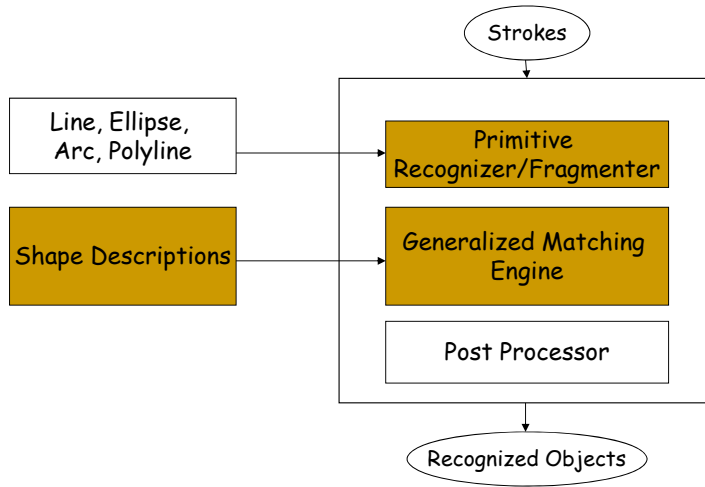 Strokes
Line, Ellipse,
Arc, Polyline
Primitive
Recognizer/Fragmenter
Shape Descriptions
Generalized Matching
Engine
Post Processor
Recognized Objects